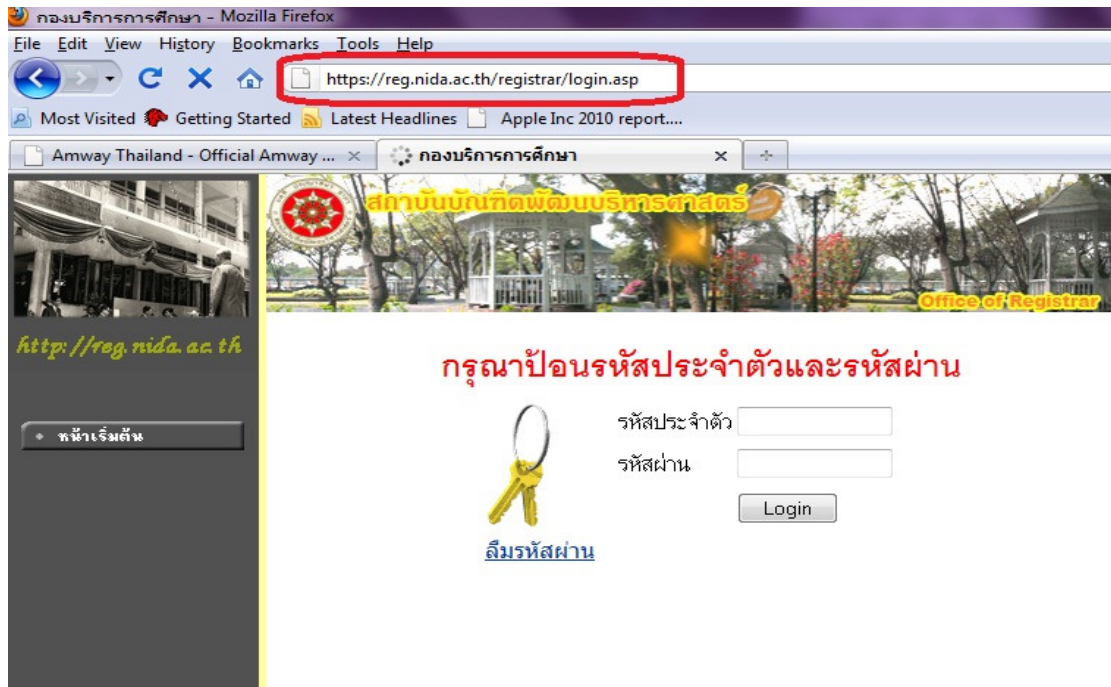 กองบริการการศึกษา - Mozilla Firefox
File Edit View History Bookmarks Tools Help
https://reg.nida.ac.th/registrar/login.asp
Most Visited Getting Started Latest Headlines Apple Inc 2010 report....
Amway Thailand - Official Amway ... กองบริการการศึกษา
สถาบันบัณฑิตพัฒนบริหารศาสตร์
Office of Registrar
http://reg.nida.ac.th
กรุณาป้อนรหัสประจำตัวและรหัสผ่าน
หน้าเริ่มต้น
รหัสประจำตัว
รหัสผ่าน
Login
ลืมรหัสผ่าน